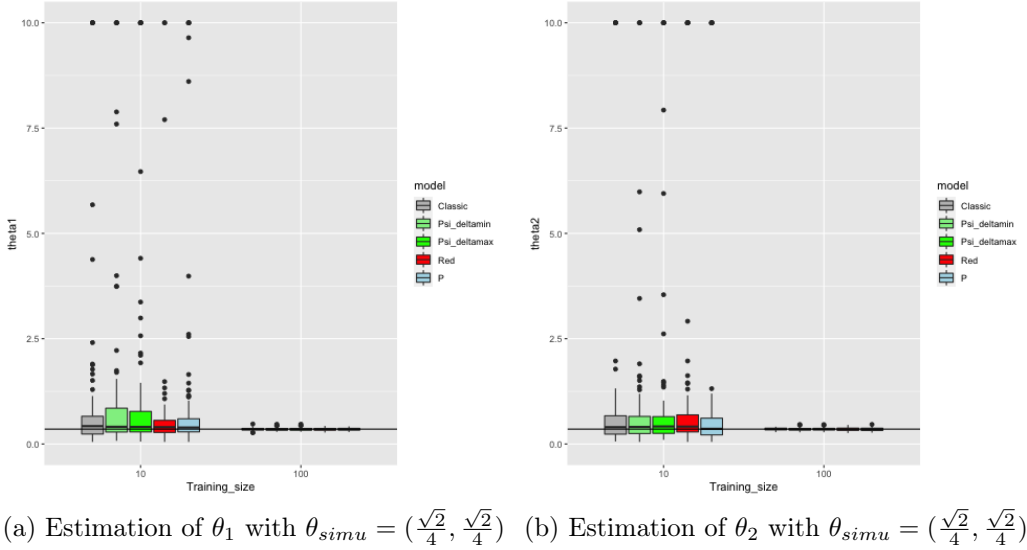 10.0
7.5
5.0
2.5
0.0
theta1
10
100
Training_size
model
Classic
Psi_deltamin
Psi_deltamax
Red
P
10.0
7.5
5.0
2.5
0.0
theta2
10
100
Training_size
model
Classic
Psi_deltamin
Psi_deltamax
Red
P
(a) Estimation of θ₁ with θ_simu = (√2/4, √2/4)
(b) Estimation of θ₂ with θ_simu = (√2/4, √2/4)